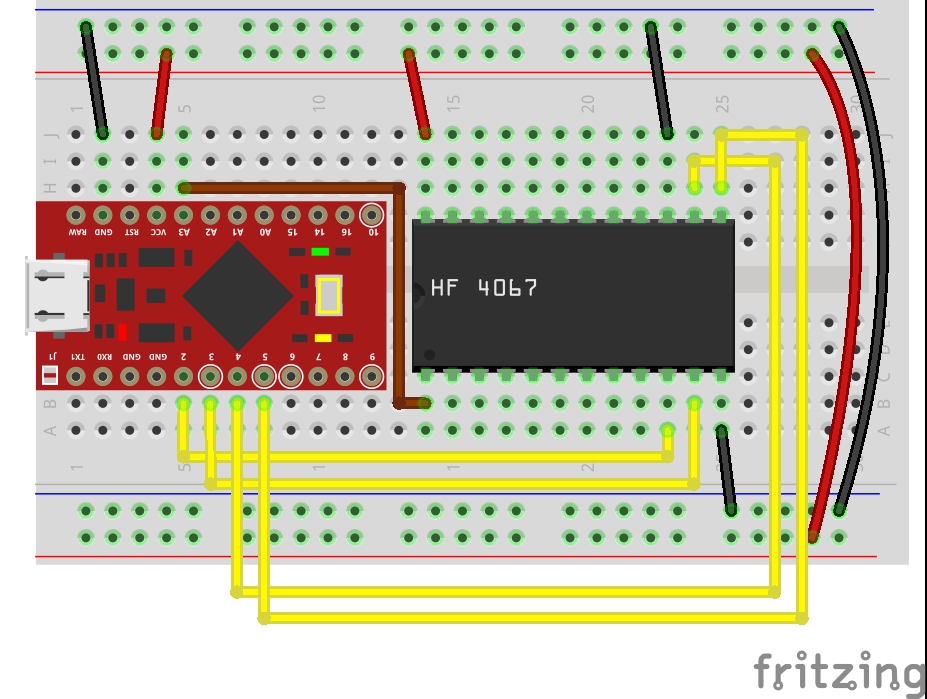 1 5 10 15 20 25 30
J
I
H
RAW GND RST VCC A3 A2 A1 A0 15 14 16 10
HF 4067
J1 TX1 RX0 GND GND 2 3 4 5 6 7 8 9
C
B B
A A
1 5 1 1 2
fritzing